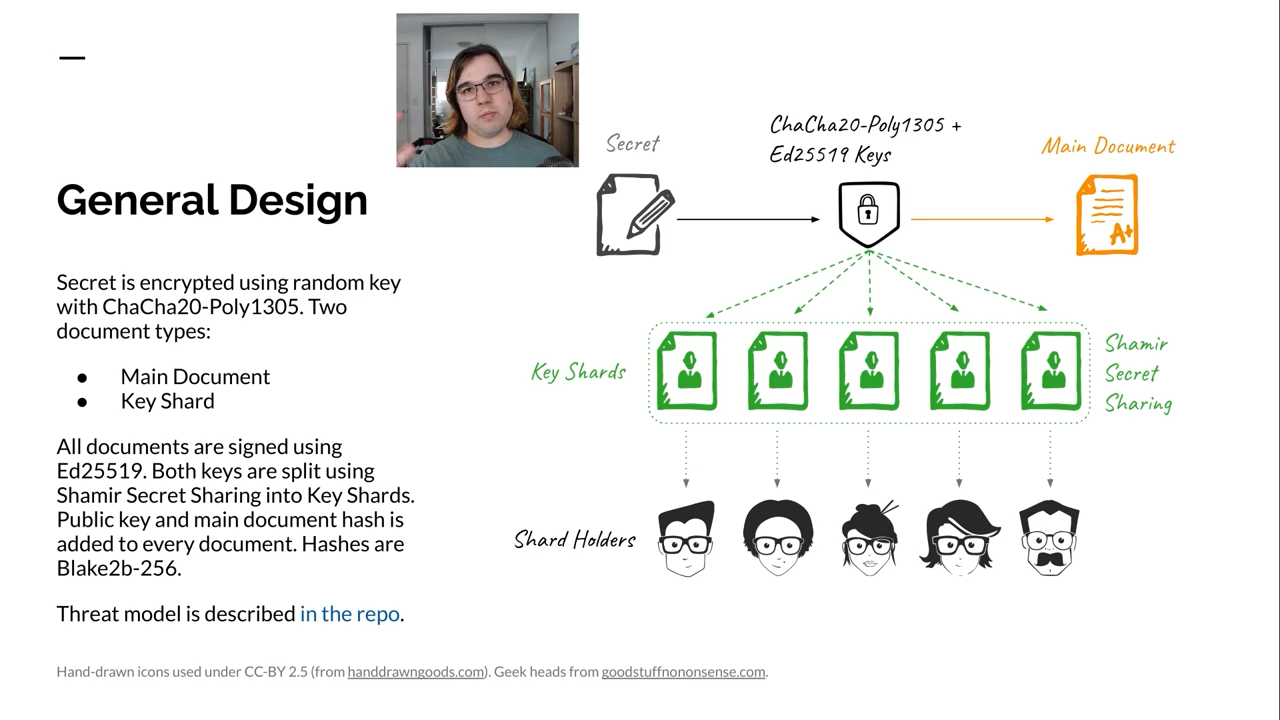 General Design
Secret is encrypted using random key
with ChaCha20-Poly1305. Two
document types:
● Main Document
● Key Shard
All documents are signed using
Ed25519. Both keys are split using
Shamir Secret Sharing into Key Shards.
Public key and main document hash is
added to every document. Hashes are
Blake2b-256.
Threat model is described in the repo.
Secret
ChaCha20-Poly1305 +
Ed25519 Keys
Main Document
A+
Key Shards
Shamir
Secret
Sharing
Shard Holders
Hand-drawn icons used under CC-BY 2.5 (from handdrawngoods.com). Geek heads from goodstuffnononsense.com.